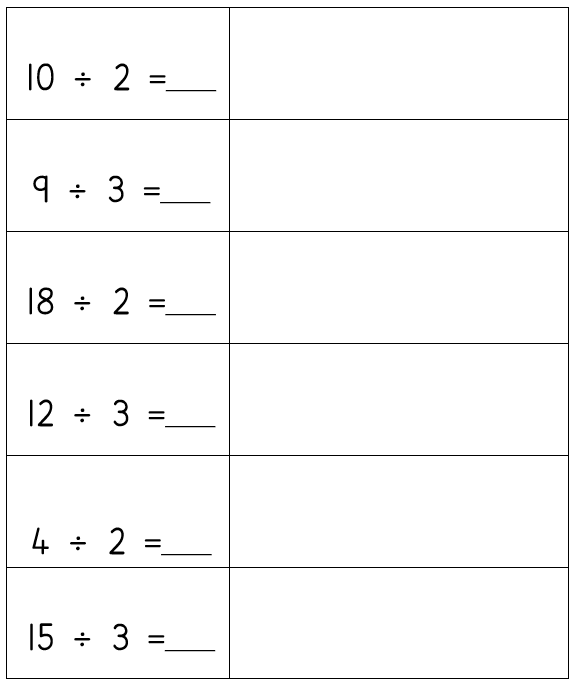 10 ÷ 2 =___
9 ÷ 3 =___
18 ÷ 2 =___
12 ÷ 3 =___
4 ÷ 2 =___
15 ÷ 3 =___